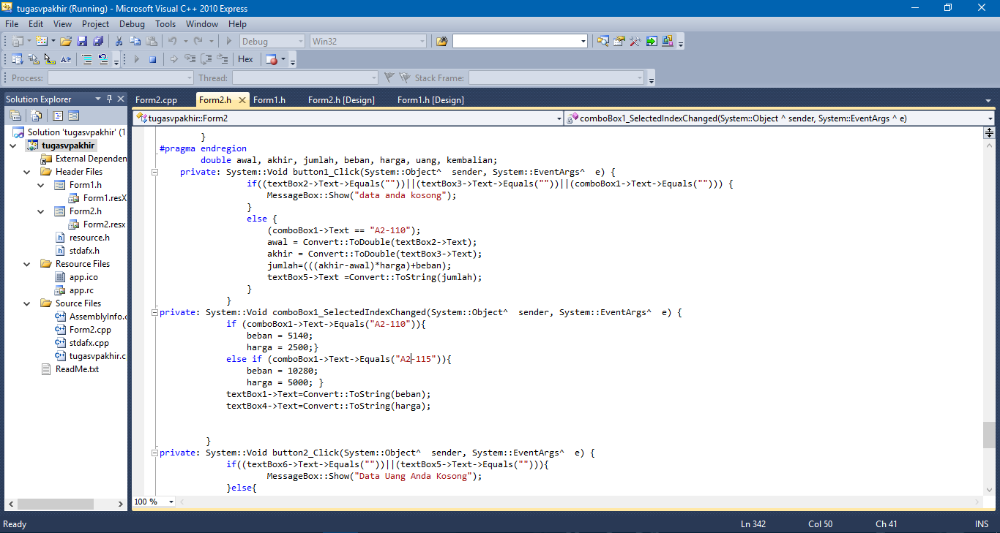 tugasvpakhir (Running) - Microsoft Visual C++ 2010 Express
File Edit View Project Debug Tools Window Help
Debug Win32
Hex
Process: Thread: Stack Frame:
Solution Explorer
Solution 'tugasvpakhir' (1
tugasvpakhir
External Dependen
Header Files
Form1.h
Form1.resX
Form2.h
Form2.resx
resource.h
stdafx.h
Resource Files
app.ico
app.rc
Source Files
AssemblyInfo.c
Form2.cpp
stdafx.cpp
tugasvpakhir.c
ReadMe.txt
Form2.cpp Form2.h Form1.h Form2.h [Design] Form1.h [Design]
tugasvpakhir::Form2 comboBox1_SelectedIndexChanged(System::Object ^ sender, System::EventArgs ^ e)
}
#pragma endregion
double awal, akhir, jumlah, beban, harga, uang, kembalian;
private: System::Void button1_Click(System::Object^  sender, System::EventArgs^  e) {
if((textBox2->Text->Equals(""))||(textBox3->Text->Equals(""))||(comboBox1->Text->Equals(""))) {
MessageBox::Show("data anda kosong");
}
else {
(comboBox1->Text == "A2-110");
awal = Convert::ToDouble(textBox2->Text);
akhir = Convert::ToDouble(textBox3->Text);
jumlah=(((akhir-awal)*harga)+beban);
textBox5->Text =Convert::ToString(jumlah);
}
}
private: System::Void comboBox1_SelectedIndexChanged(System::Object^  sender, System::EventArgs^  e) {
if (comboBox1->Text->Equals("A2-110")){
beban = 5140;
harga = 2500;}
else if (comboBox1->Text->Equals("A2-115")){
beban = 10280;
harga = 5000; }
textBox1->Text=Convert::ToString(beban);
textBox4->Text=Convert::ToString(harga);
}
private: System::Void button2_Click(System::Object^  sender, System::EventArgs^  e) {
if((textBox6->Text->Equals(""))||(textBox5->Text->Equals(""))){
MessageBox::Show("Data Uang Anda Kosong");
}else{
100 %
Ready Ln 342 Col 50 Ch 41 INS